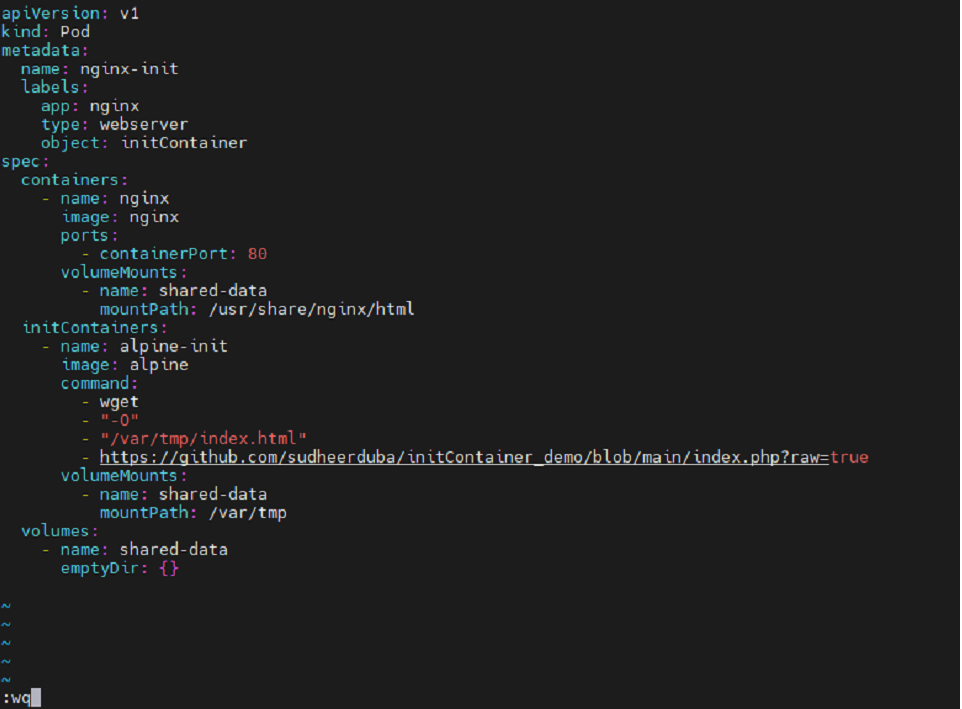 apiVersion: v1
kind: Pod
metadata:
  name: nginx-init
  labels:
    app: nginx
    type: webserver
    object: initContainer
spec:
  containers:
    - name: nginx
      image: nginx
      ports:
        - containerPort: 80
      volumeMounts:
        - name: shared-data
          mountPath: /usr/share/nginx/html
  initContainers:
    - name: alpine-init
      image: alpine
      command:
        - wget
        - "-O"
        - "/var/tmp/index.html"
        - https://github.com/sudheerduba/initContainer_demo/blob/main/index.php?raw=true
      volumeMounts:
        - name: shared-data
          mountPath: /var/tmp
  volumes:
    - name: shared-data
      emptyDir: {}
~
~
~
~
~
:wq